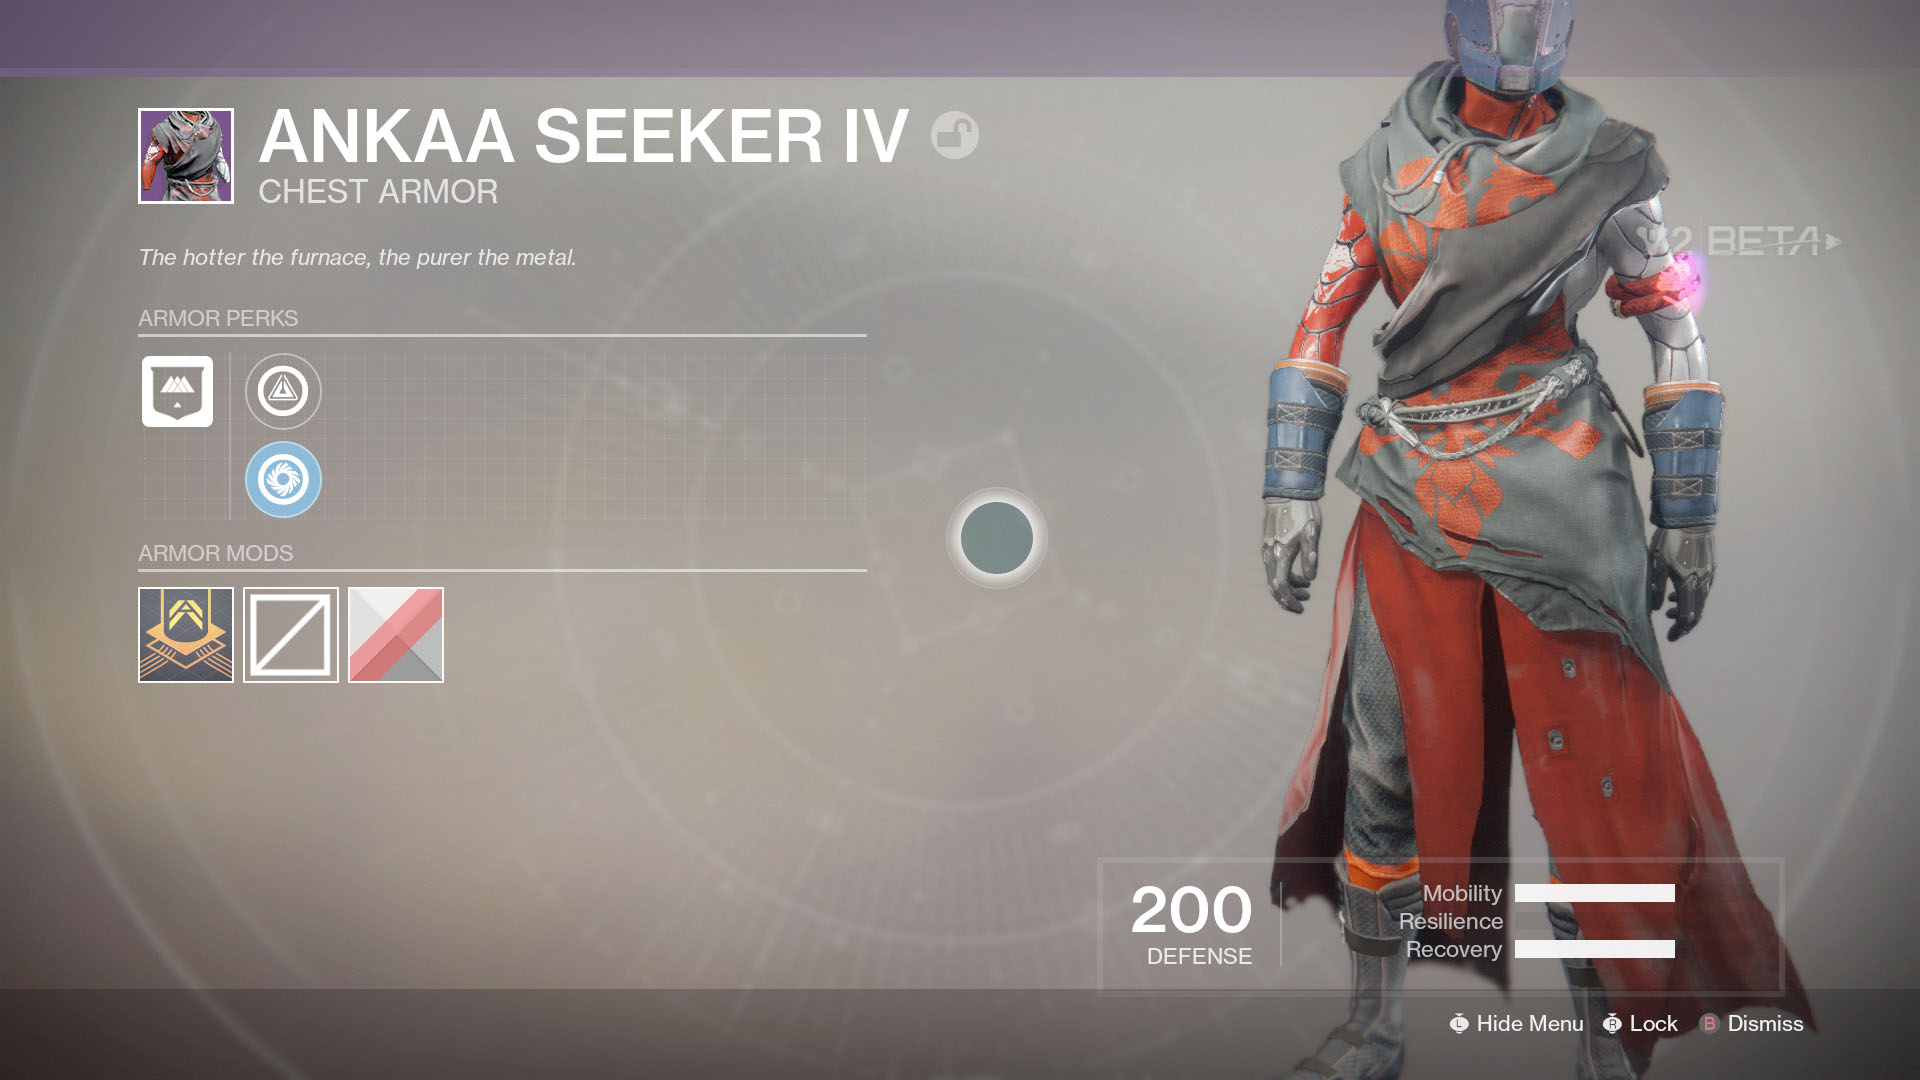 ANKAA SEEKER IV
CHEST ARMOR
The hotter the furnace, the purer the metal.
2 BETA
ARMOR PERKS
ARMOR MODS
200
DEFENSE
Mobility
Resilience
Recovery
L Hide Menu R Lock B Dismiss